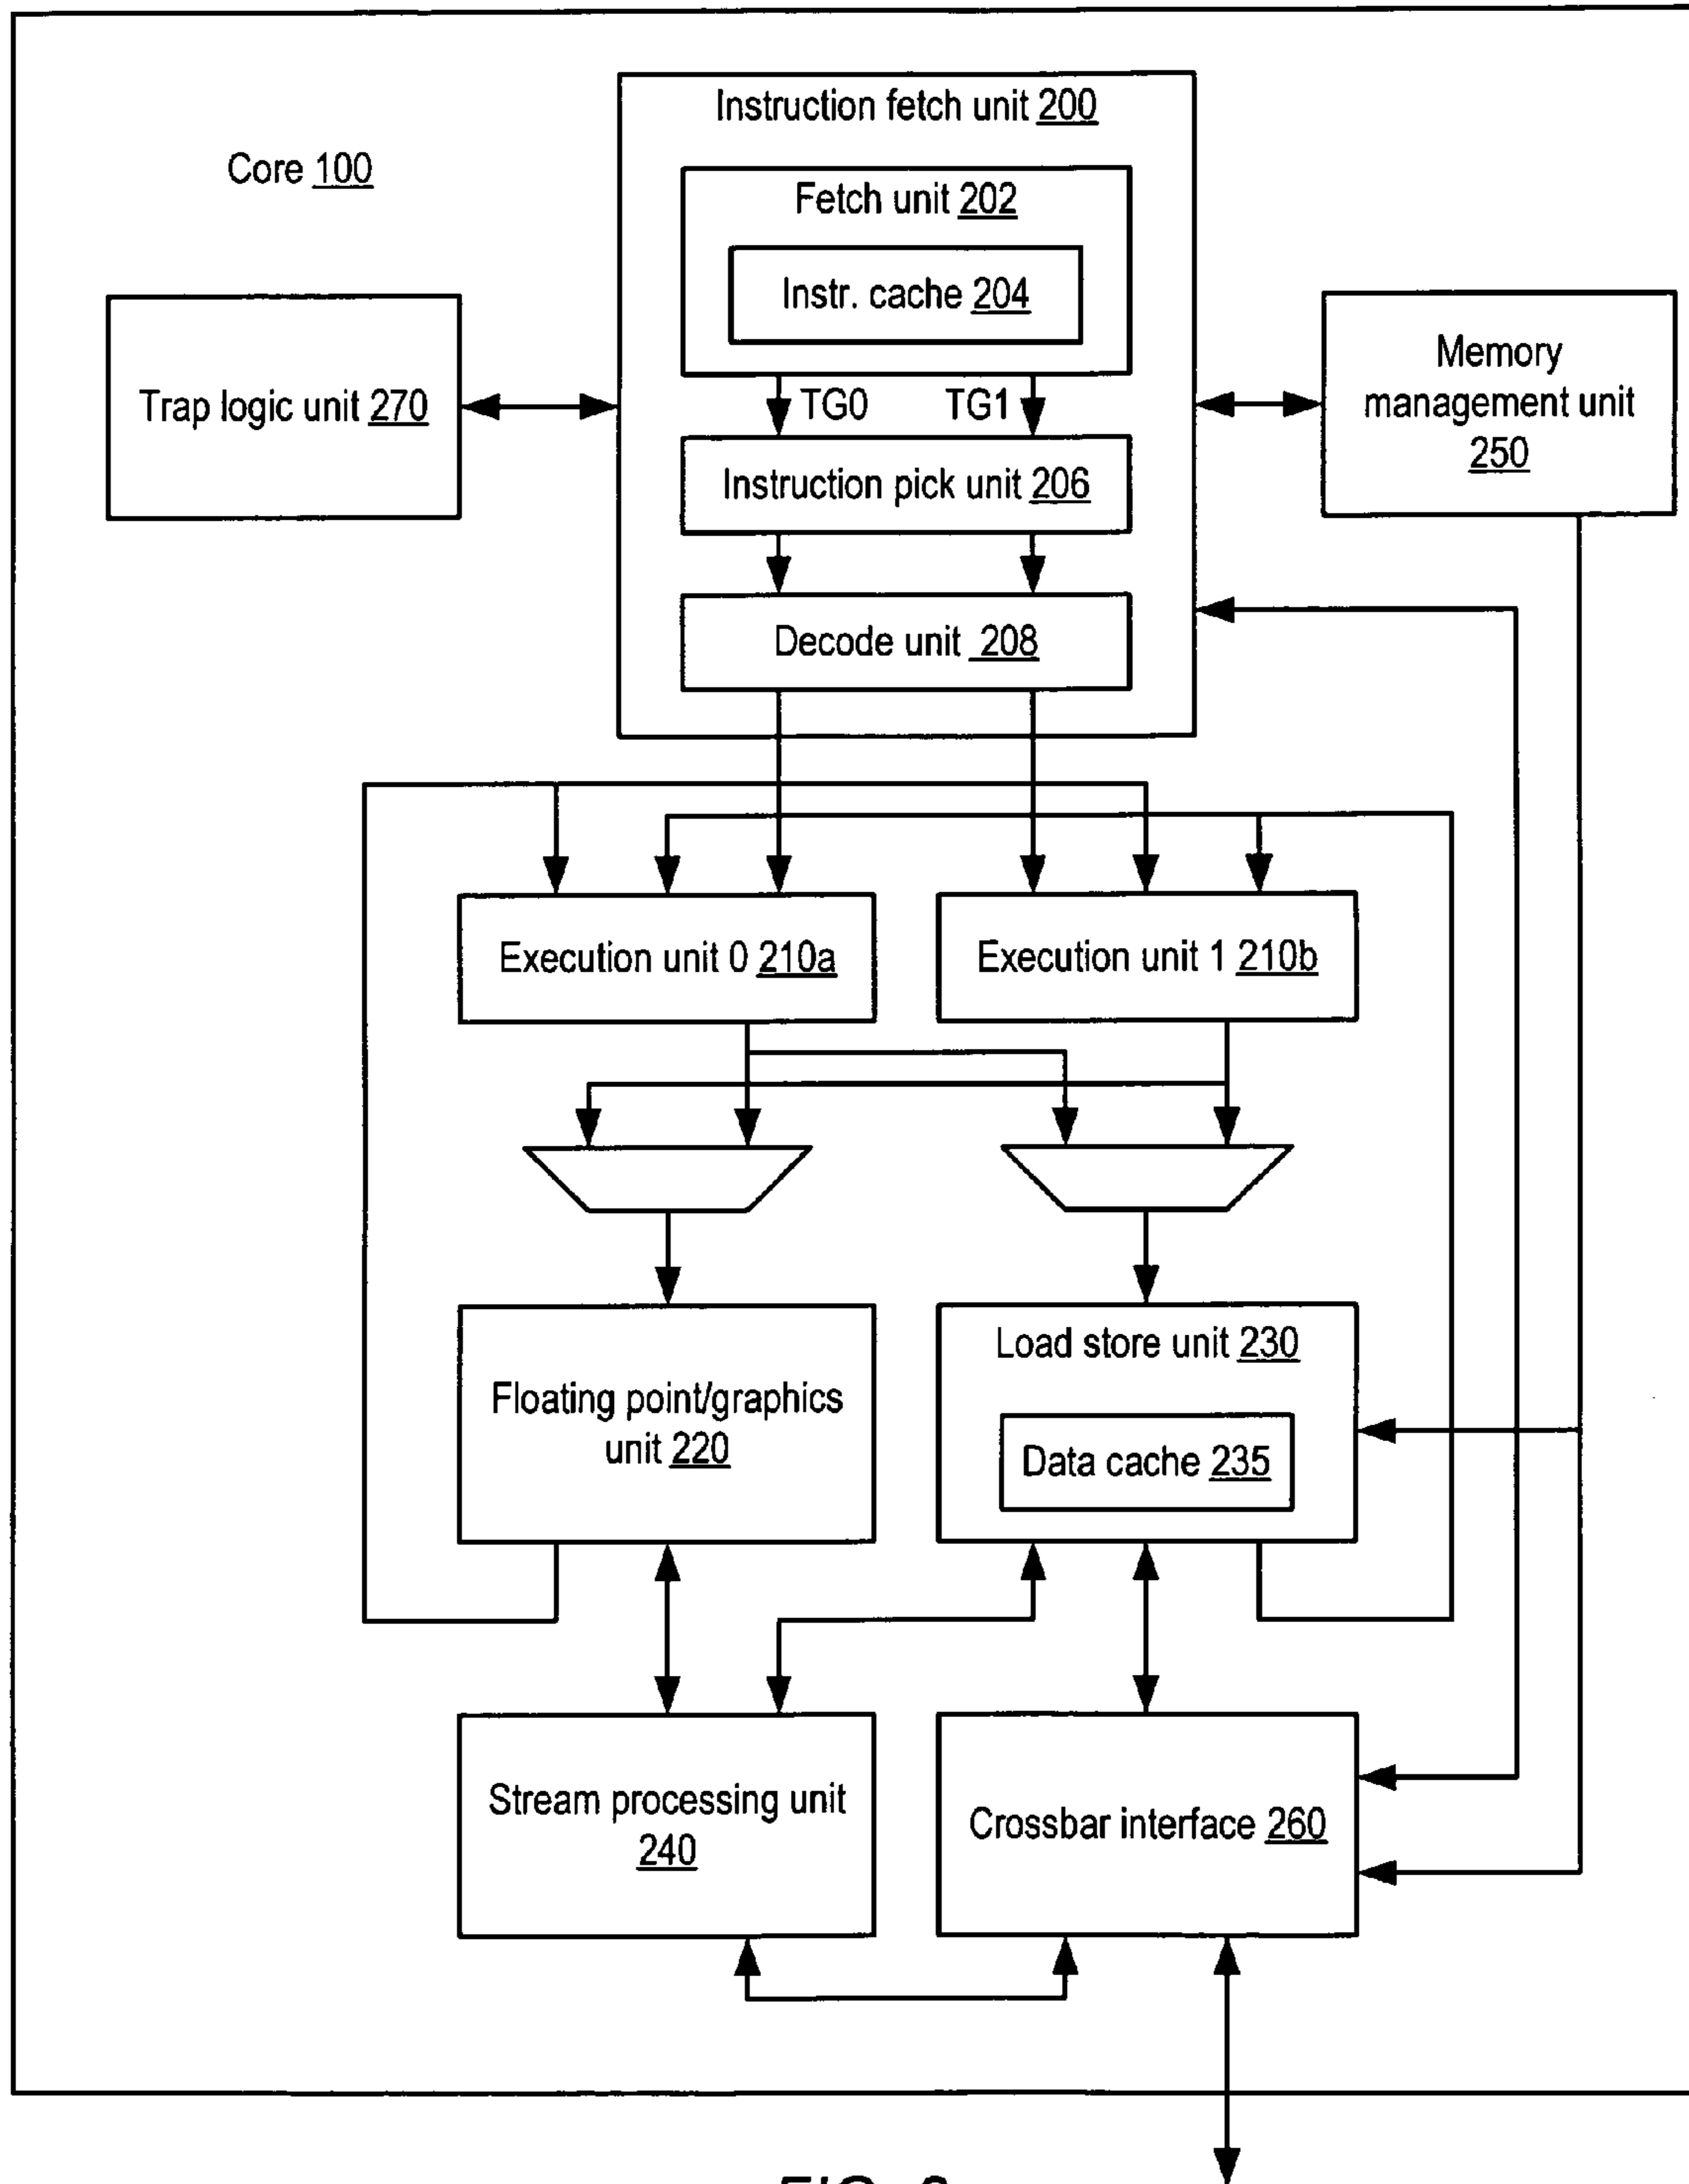 Instruction fetch unit 200
Core 100
Fetch unit 202
Instr. cache 204
Trap logic unit 270
Memory
management unit
250
TG0
TG1
Instruction pick unit 206
Decode unit 208
Execution unit 0 210a
Execution unit 1 210b
Floating point/graphics
unit 220
Load store unit 230
Data cache 235
Stream processing unit
240
Crossbar interface 260